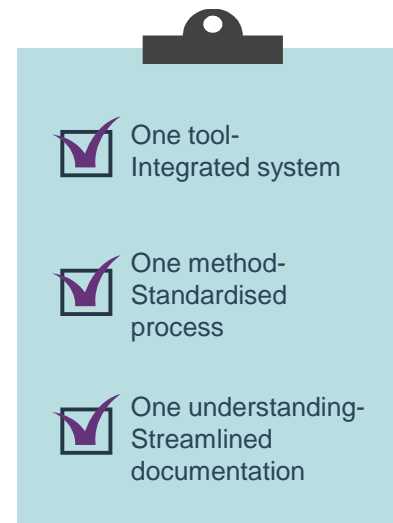 One tool-
Integrated system
One method-
Standardised
process
One understanding-
Streamlined
documentation